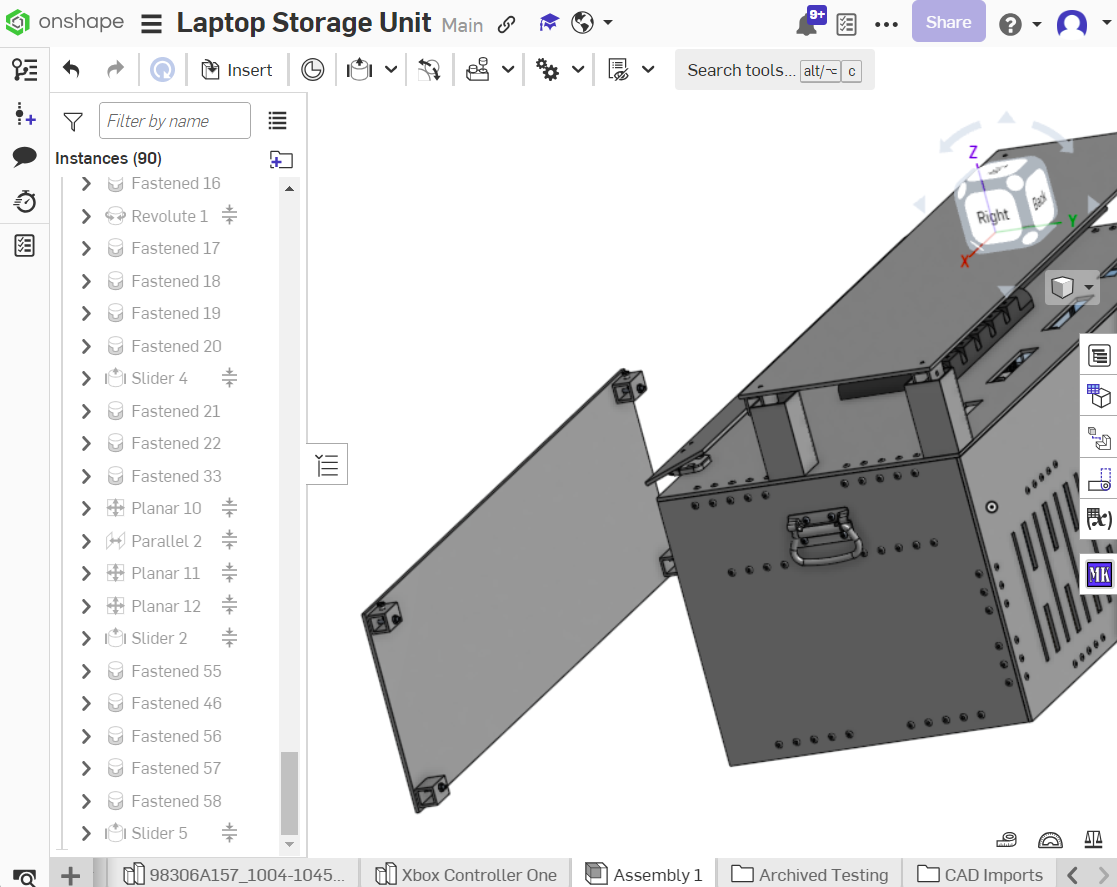 onshape Laptop Storage Unit Main 9+ Share
Insert Search tools... alt/⌥ c
Filter by name
Instances (90)
Fastened 16
Revolute 1
Fastened 17
Fastened 18
Fastened 19
Fastened 20
Slider 4
Fastened 21
Fastened 22
Fastened 33
Planar 10
Parallel 2
Planar 11
Planar 12
Slider 2
Fastened 55
Fastened 46
Fastened 56
Fastened 57
Fastened 58
Slider 5
Z
Right Back
Y
X
(x)
MK
98306A157_1004-1045... Xbox Controller One Assembly 1 Archived Testing CAD Imports